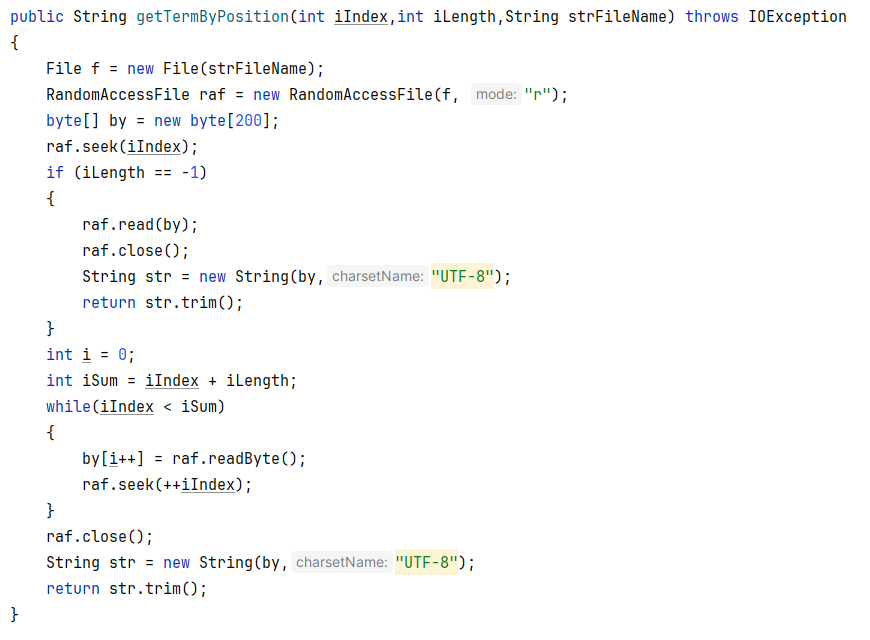 public String getTermByPosition(int iIndex,int iLength,String strFileName) throws IOException
{
    File f = new File(strFileName);
    RandomAccessFile raf = new RandomAccessFile(f, mode: "r");
    byte[] by = new byte[200];
    raf.seek(iIndex);
    if (iLength == -1)
    {
        raf.read(by);
        raf.close();
        String str = new String(by, charsetName: "UTF-8");
        return str.trim();
    }
    int i = 0;
    int iSum = iIndex + iLength;
    while(iIndex < iSum)
    {
        by[i++] = raf.readByte();
        raf.seek(++iIndex);
    }
    raf.close();
    String str = new String(by, charsetName: "UTF-8");
    return str.trim();
}